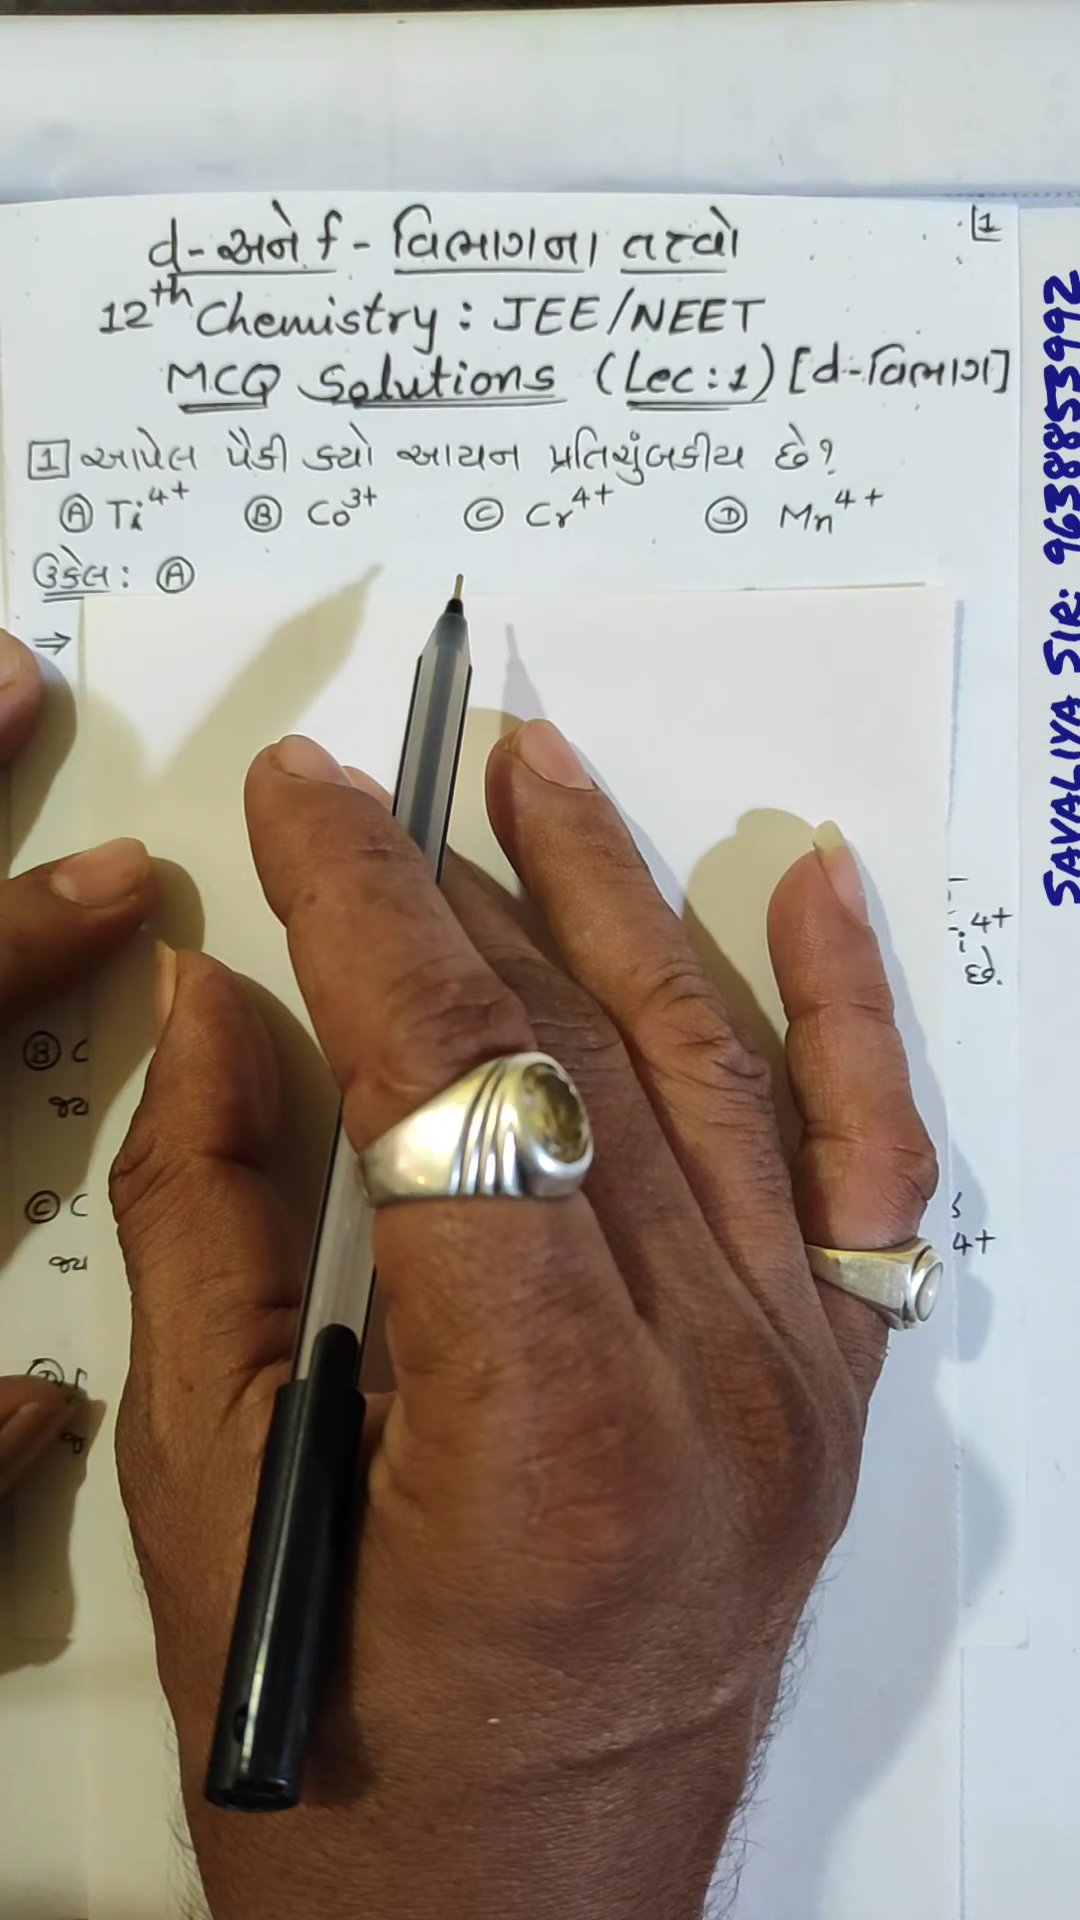 [1
d-અને f - વિભાગના તત્વો
12th Chemistry : JEE/NEET
MCQ Solutions (Lec:1) [d-વિભાગ]
[1] આપેલ પૈકી ક્યો આયન પ્રતિચુંબકીય છે?
Ⓐ Ti4+ Ⓑ Co3+ Ⓒ Cr4+ Ⓓ Mn4+
ઉકેલ: Ⓐ
⇒
4+
છે.
Ⓑ C
Ⓒ C
4+
SAVALIYA SIR: 9638853992